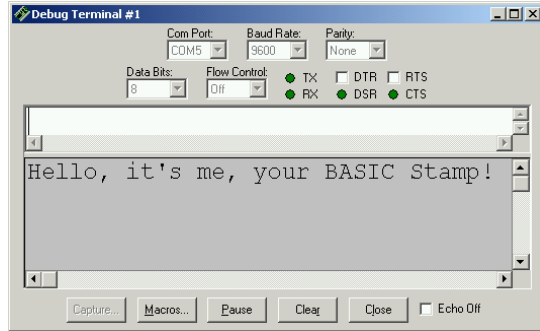 Debug Terminal #1
Com Port: Baud Rate: Parity:
COM5 9600 None
Data Bits: Flow Control: TX DTR RTS
8 Off RX DSR CTS
Hello, it's me, your BASIC Stamp!
Capture... Macros... Pause Clear Close Echo Off